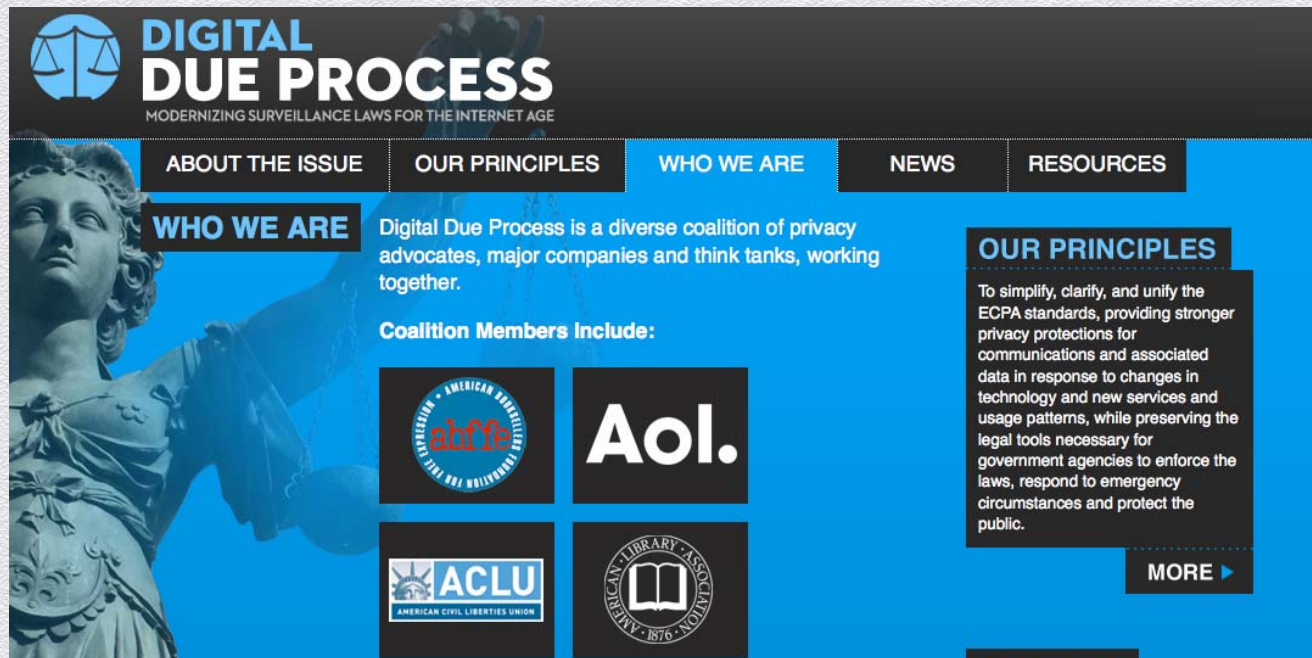 DIGITAL
DUE PROCESS
MODERNIZING SURVEILLANCE LAWS FOR THE INTERNET AGE
ABOUT THE ISSUE
OUR PRINCIPLES
WHO WE ARE
NEWS
RESOURCES
WHO WE ARE
Digital Due Process is a diverse coalition of privacy
advocates, major companies and think tanks, working
together.
Coalition Members Include:
AMERICAN BOOKSELLERS FOUNDATION FOR FREE EXPRESSION
abffe
Aol.
ACLU
AMERICAN CIVIL LIBERTIES UNION
AMERICAN LIBRARY ASSOCIATION
1876
OUR PRINCIPLES
To simplify, clarify, and unify the
ECPA standards, providing stronger
privacy protections for
communications and associated
data in response to changes in
technology and new services and
usage patterns, while preserving the
legal tools necessary for
government agencies to enforce the
laws, respond to emergency
circumstances and protect the
public.
MORE